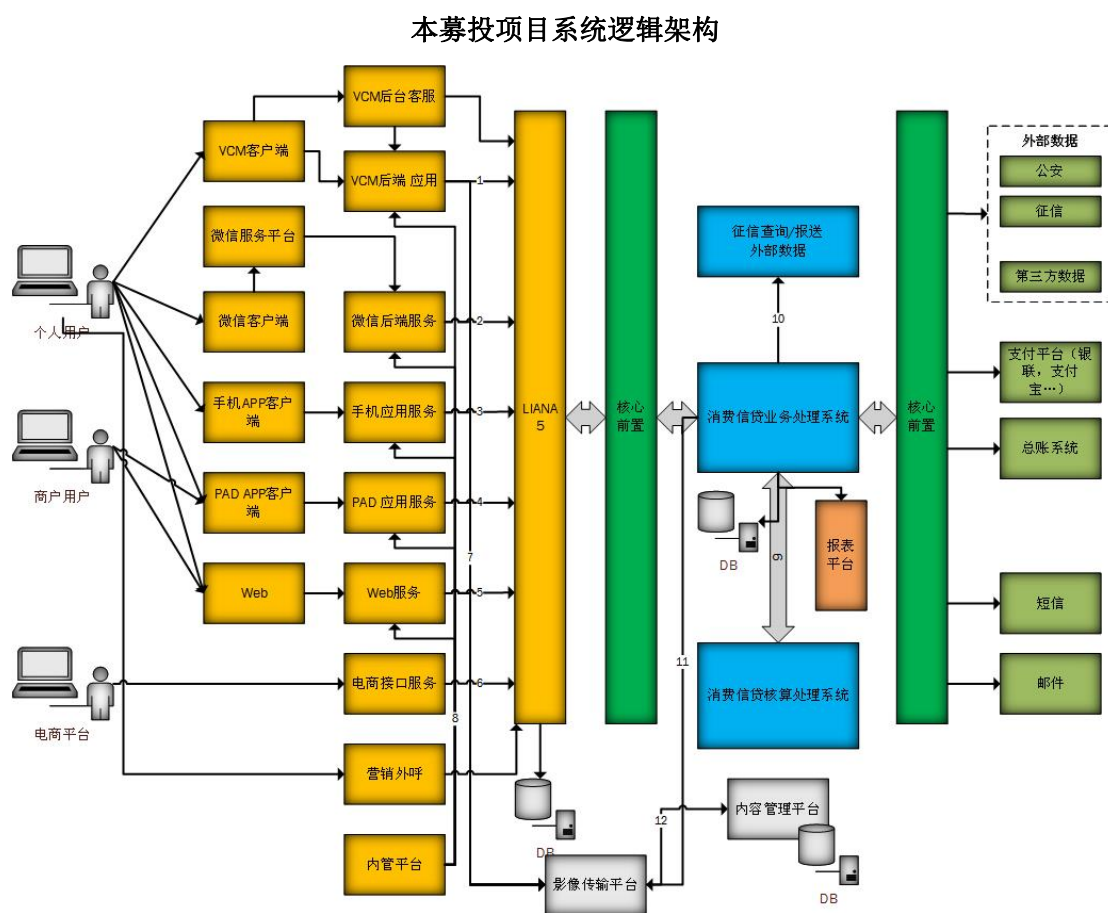 本募投项目系统逻辑架构
VCM后台客服
VCM客户端
VCM后端 应用
1
外部数据
公安
征信
第三方数据
微信服务平台
征信查询/报送
外部数据
个人用户
微信客户端
微信后端服务
2
10
支付平台（银
联，支付
宝…）
手机APP客户
端
手机应用服务
3
LIANA
5
核心
前置
消费信贷业务处理系统
核心
前置
总账系统
商户用户
PAD APP客户
端
PAD 应用服务
4
DB
报表
平台
7
9
Web
Web服务
5
短信
11
电商平台
电商接口服务
6
消费信贷核算处理系统
邮件
8
营销外呼
内容管理平台
12
DB
内管平台
DB
影像传输平台